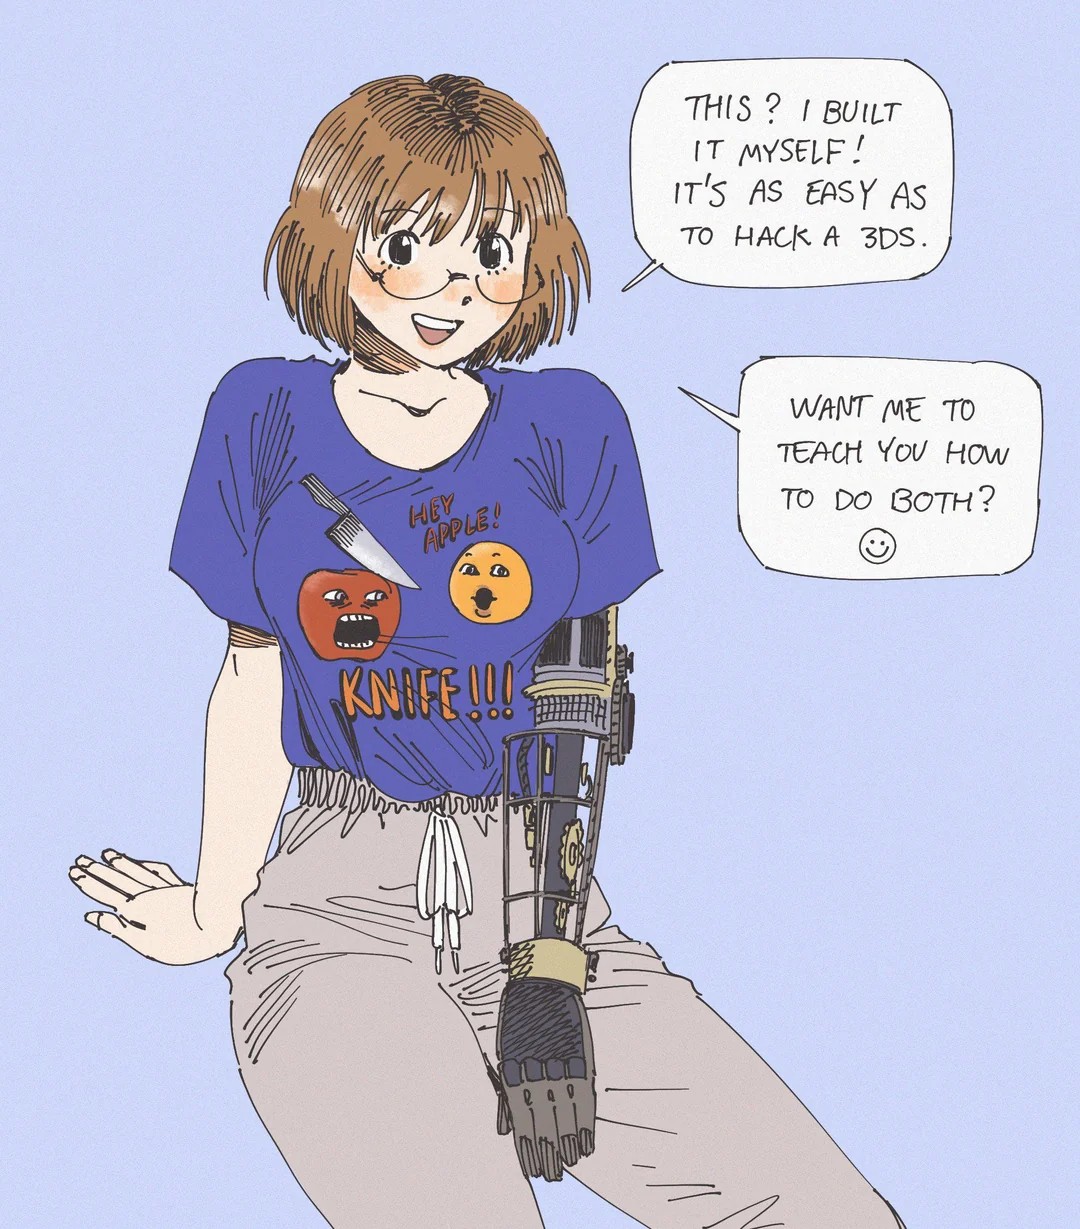 THIS? I BUILT
IT MYSELF!
IT'S AS EASY AS
TO HACK A 3DS.
WANT ME TO
TEACH YOU HOW
TO DO BOTH?
HEY
APPLE!
KNIFE!!!